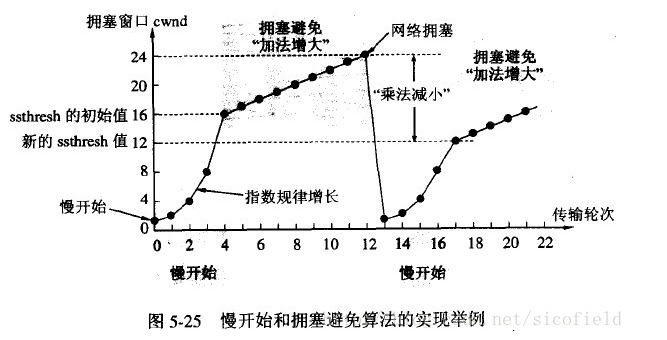 拥塞窗口 cwnd
拥塞避免
“加法增大”
网络拥塞
拥塞避免
“加法增大”
24
20
ssthresh 的初始值 16
“乘法减小”
新的 ssthresh 值 12
8
指数规律增长
4
慢开始
0
传输轮次
0 2 4 6 8 10 12 14 16 18 20 22
慢开始
慢开始
图 5-25 慢开始和拥塞避免算法的实现举例
net/sicofield